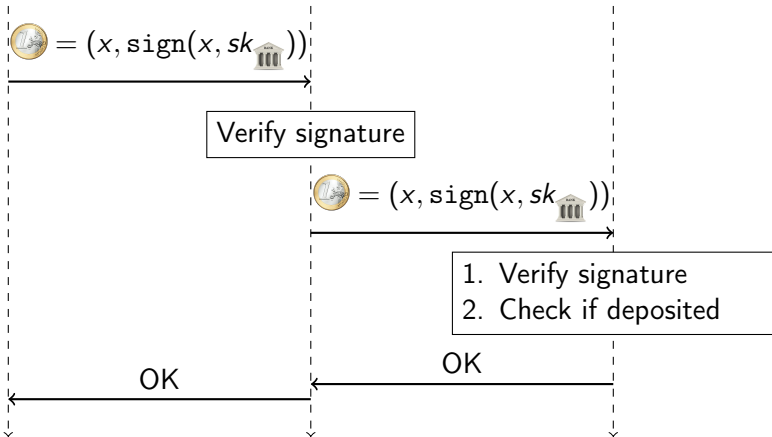 = (x, sign(x, sk))
Verify signature
= (x, sign(x, sk))
1. Verify signature
2. Check if deposited
OK
OK